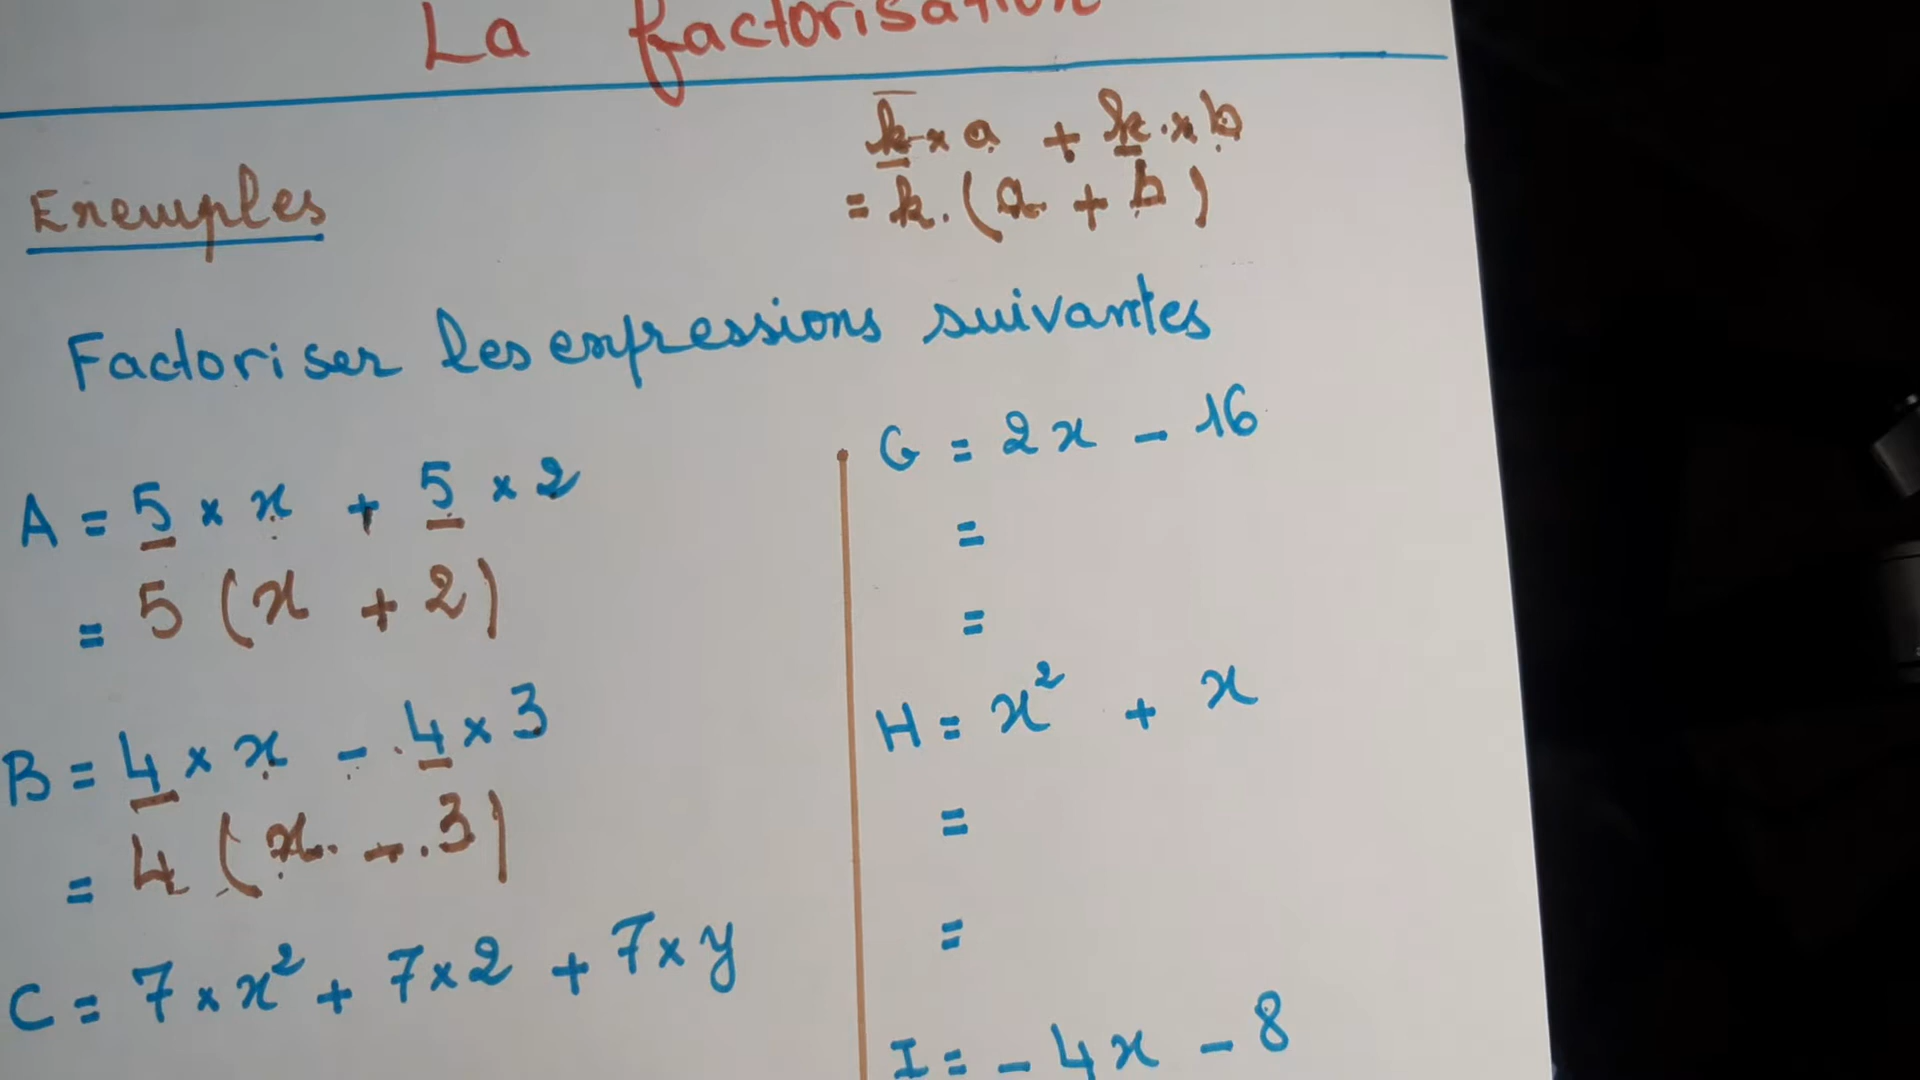 La factorisation
k × a + k × b
= k.(a + b)
Exemples
Factoriser les expressions suivantes
A = 5 × x + 5 × 2
= 5 (x + 2)
B = 4 × x - 4 × 3
= 4 (x - 3)
C = 7 × x² + 7 × 2 + 7 × y
G = 2x - 16
=
=
H = x² + x
=
=
I = - 4x - 8